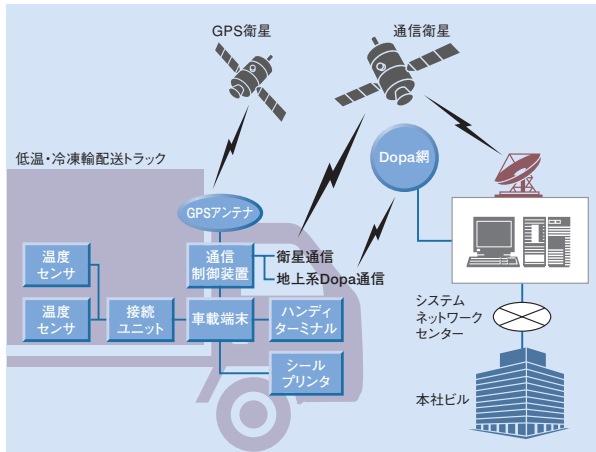 GPS衛星
通信衛星
低温・冷凍輸配送トラック
Dopa網
GPSアンテナ
温度
センサ
通信
制御装置
衛星通信
地上系Dopa通信
温度
センサ
接続
ユニット
車載端末
ハンディ
ターミナル
シール
プリンタ
システム
ネットワーク
センター
本社ビル